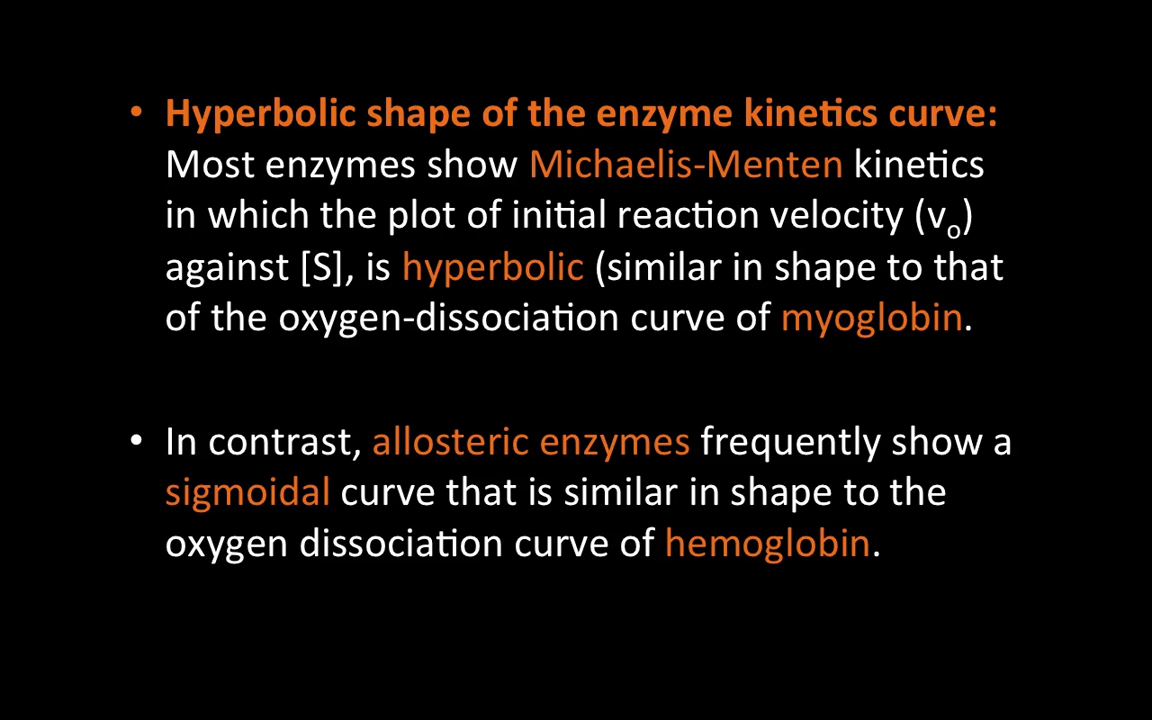 • Hyperbolic shape of the enzyme kinetics curve:
Most enzymes show Michaelis-Menten kinetics
in which the plot of initial reaction velocity (vo)
against [S], is hyperbolic (similar in shape to that
of the oxygen-dissociation curve of myoglobin.
• In contrast, allosteric enzymes frequently show a
sigmoidal curve that is similar in shape to the
oxygen dissociation curve of hemoglobin.